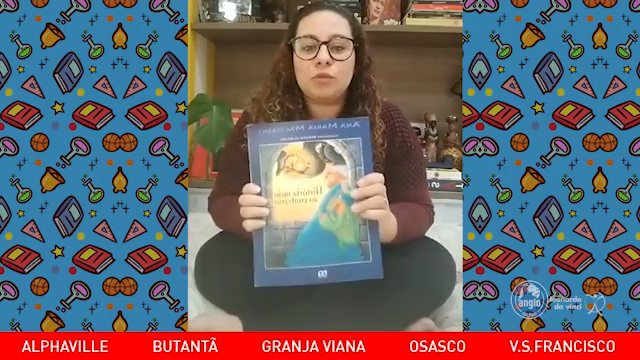 ANA MARIA MACHADO
História meio
ao contrário
anglo
leonardo
da vinci
ALPHAVILLE BUTANTÃ GRANJA VIANA OSASCO V.S.FRANCISCO